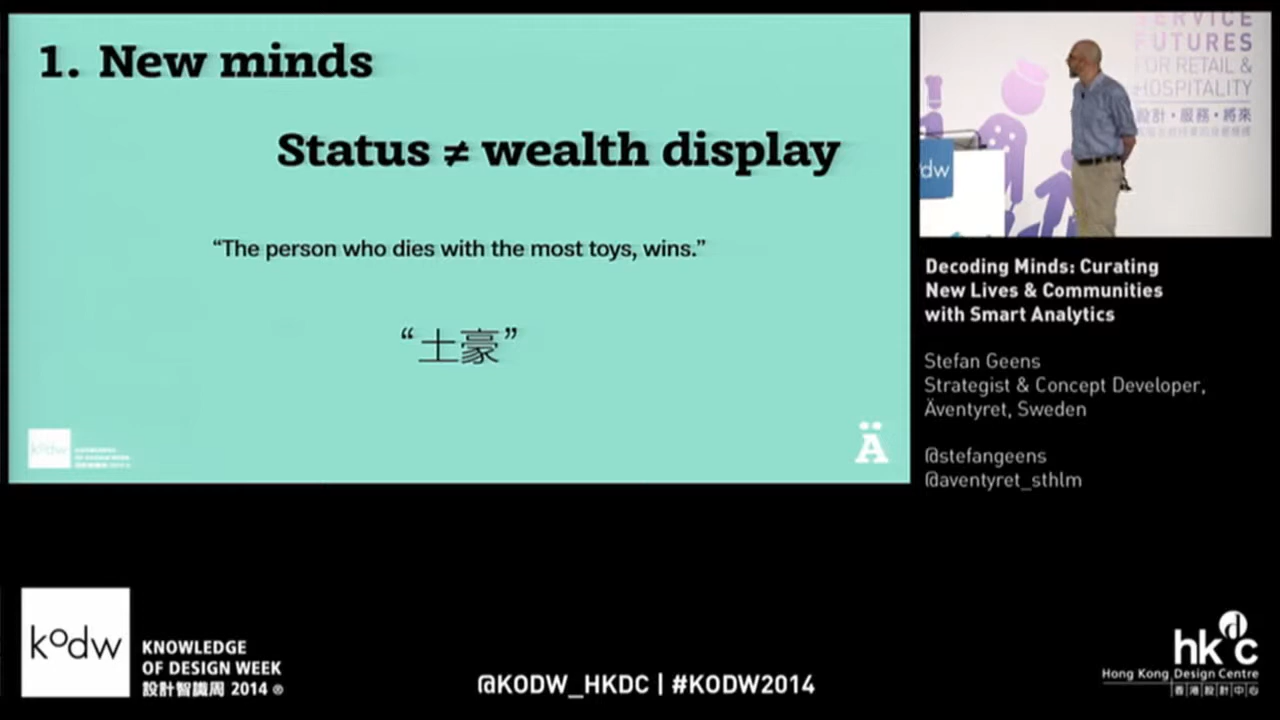 1. New minds
Status ≠ wealth display
“The person who dies with the most toys, wins.”
“土豪”
kodw
Ä
SERVICE
FUTURES
FOR RETAIL &
HOSPITALITY
設計・服務・將來
dw
Decoding Minds: Curating
New Lives & Communities
with Smart Analytics
Stefan Geens
Strategist & Concept Developer,
Äventyret, Sweden
@stefangeens
@aventyret_sthlm
kodw
KNOWLEDGE
OF DESIGN WEEK
設計智識周 2014 ®
@KODW_HKDC | #KODW2014
hkdc
Hong Kong Design Centre
香港設計中心